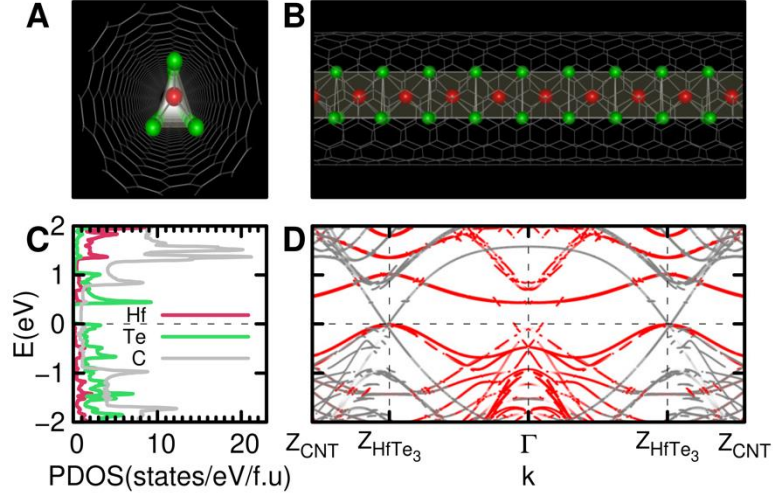 A
B
C
D
E(eV)
2
1
0
−1
−2
Hf
Te
C
0
10
20
PDOS(states/eV/f.u)
Z_CNT
Z_HfTe₃
Γ
Z_HfTe₃
Z_CNT
k